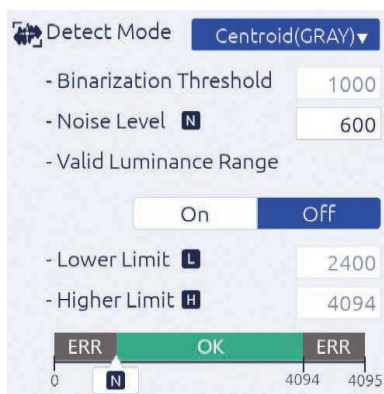 Detect Mode Centroid(GRAY)▾
- Binarization Threshold 1000
- Noise Level N 600
- Valid Luminance Range
On Off
- Lower Limit L 2400
- Higher Limit H 4094
ERR OK ERR
0 N 4094 4095